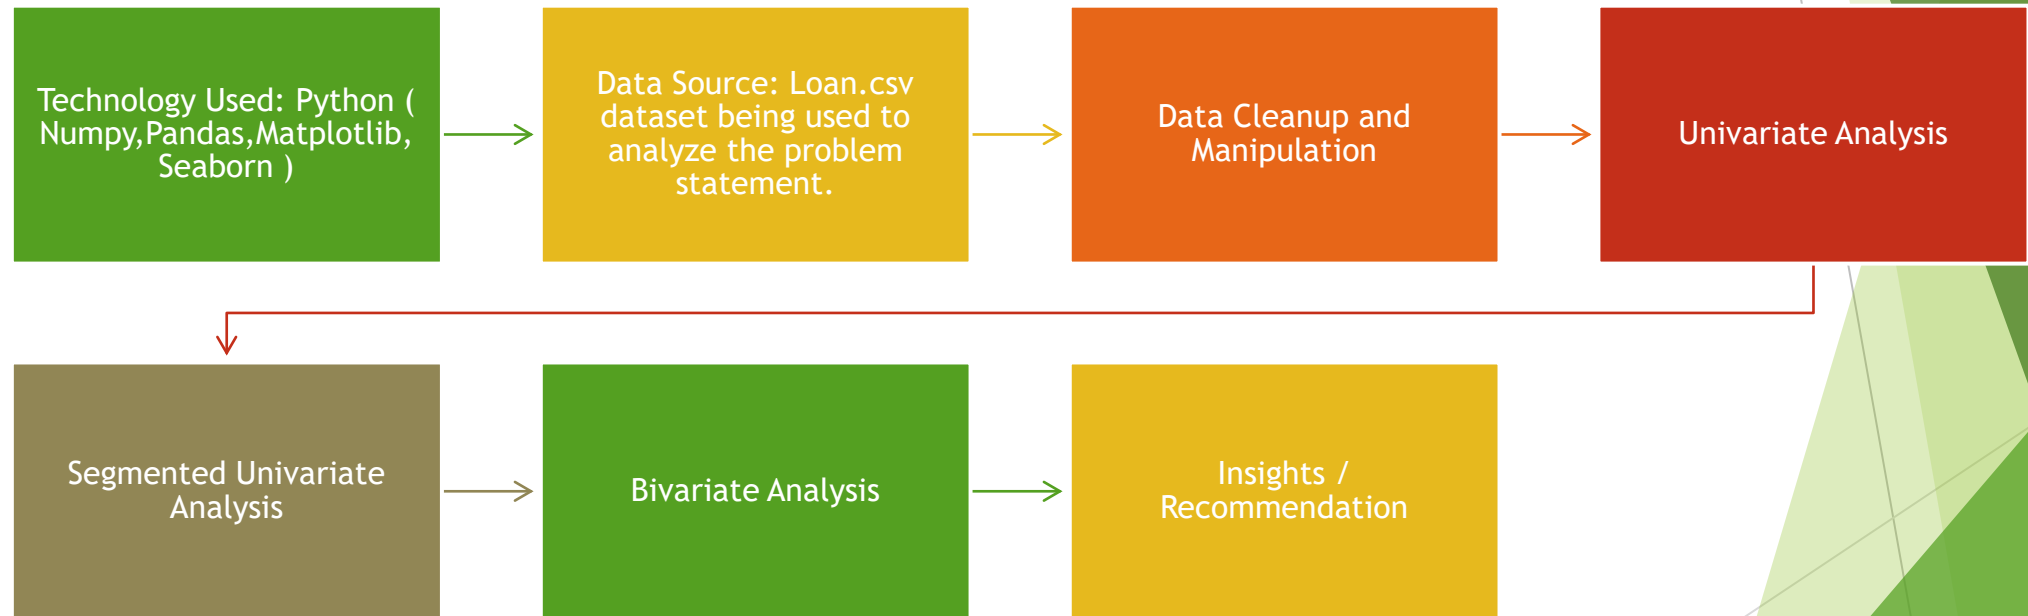 Technology Used: Python (
Numpy,Pandas,Matplotlib,
Seaborn )
Data Source: Loan.csv
dataset being used to
analyze the problem
statement.
Data Cleanup and
Manipulation
Univariate Analysis
Segmented Univariate
Analysis
Bivariate Analysis
Insights /
Recommendation